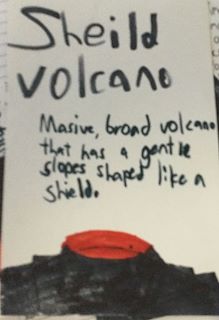 Sheild
volcano
Masive, broad volcano
that has a gentle
slopes shaped like a
shield.